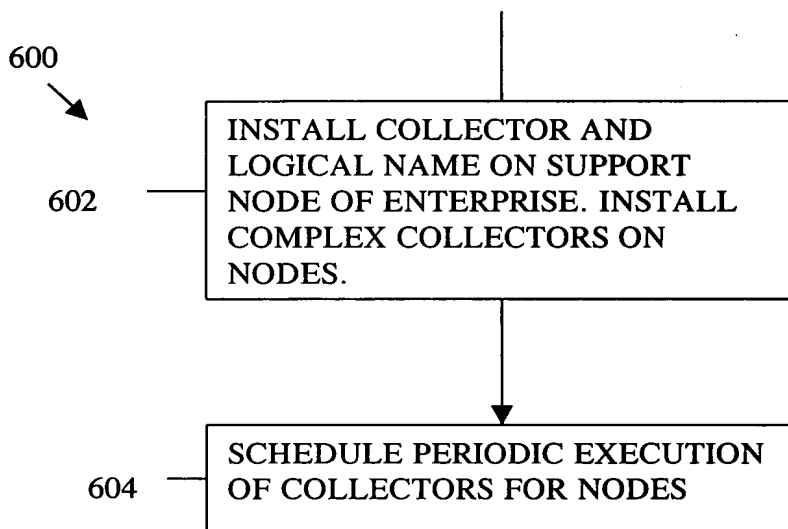 600
INSTALL COLLECTOR AND
LOGICAL NAME ON SUPPORT
NODE OF ENTERPRISE. INSTALL
COMPLEX COLLECTORS ON
NODES.
602
SCHEDULE PERIODIC EXECUTION
OF COLLECTORS FOR NODES
604